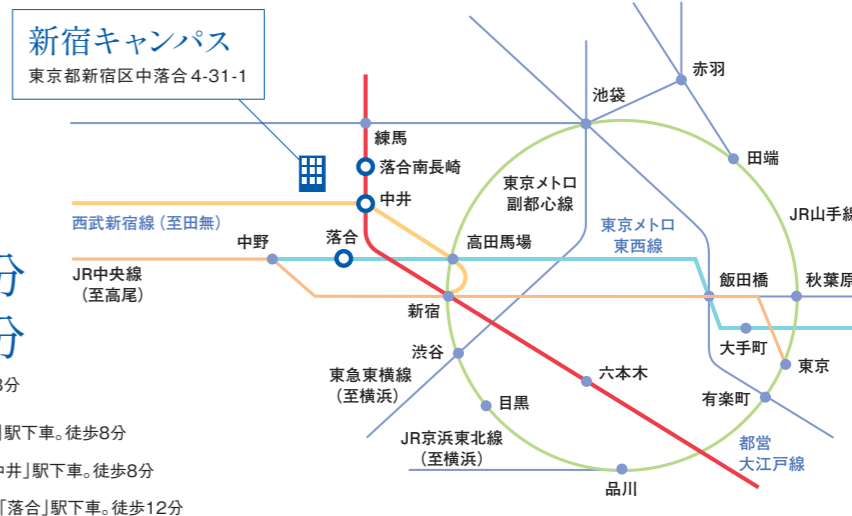 新宿キャンパス
東京都新宿区中落合4-31-1
赤羽
池袋
練馬
田端
落合南長崎
東京メトロ
副都心線
中井
JR山手線
西武新宿線（至田無）
東京メトロ
東西線
中野
落合
高田馬場
JR中央線
（至高尾）
飯田橋
秋葉原
新宿
分
大手町
分
渋谷
東京
東急東横線
（至横浜）
六本木
分
有楽町
目黒
JR京浜東北線
（至横浜）
都営
大江戸線
駅下車。徒歩8分
中井」駅下車。徒歩8分
品川
「落合」駅下車。徒歩12分